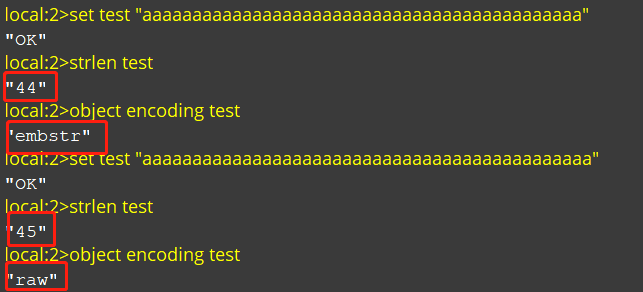 local:2>set test "aaaaaaaaaaaaaaaaaaaaaaaaaaaaaaaaaaaaaaaaaaaa"
"OK"
local:2>strlen test
"44"
local:2>object encoding test
"embstr"
local:2>set test "aaaaaaaaaaaaaaaaaaaaaaaaaaaaaaaaaaaaaaaaaaaaa"
"OK"
local:2>strlen test
"45"
local:2>object encoding test
"raw"